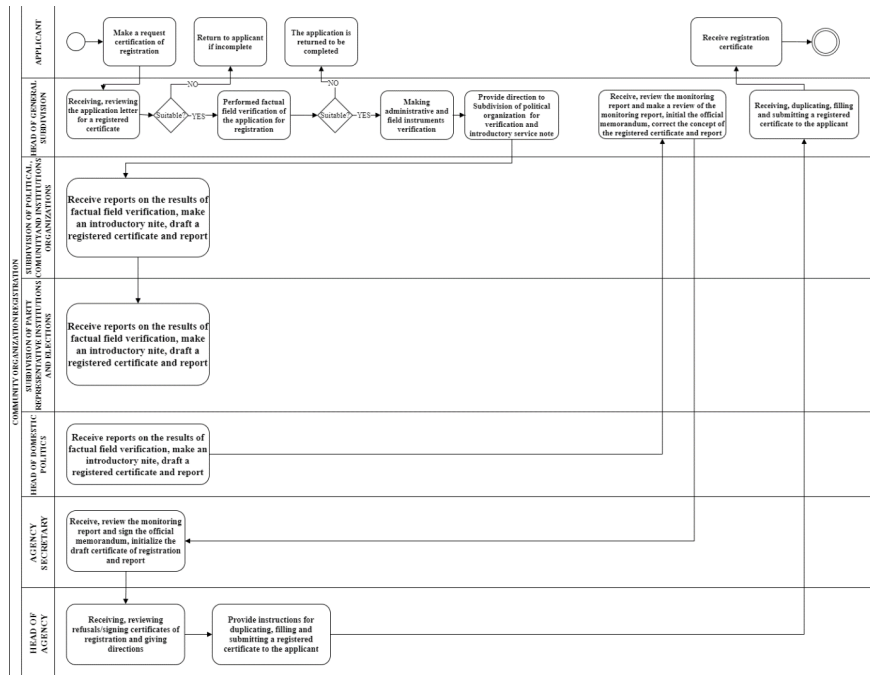 COMMUNITY ORGANIZATION REGISTRATION
APPLICANT
Make a request
certification of
registration
Return to applicant
if incomplete
The application is
returned to be
completed
Receive registration
certificate
HEAD OF GENERAL
SUBDIVISION
Receiving, reviewing
the application letter
for a registered
certificate
Suitable?
NO
YES
Performed factual
field verification of
the application for
registration
Suitable?
NO
YES
Making
administrative and
field instruments
verification
Provide direction to
Subdivision of political
organization for
verification and
introductory service note
Receive, review the monitoring
report and make a review of the
monitoring report, initial the official
memorandum, correct the concept of
the registered certificate and report
Receiving, duplicating, filling
and submitting a registered
certificate to the applicant
SUBDIVISION OF POLITICAL,
COMUNITY AND INSTITUTIONS
ORGANIZATIONS
Receive reports on the results of
factual field verification, make
an introductory nite, draft a
registered certificate and report
SUBDIVISION OF PARTY
REPRESENTATIVE INSTITUTIONS
AND ELECTIONS
Receive reports on the results of
factual field verification, make
an introductory nite, draft a
registered certificate and report
HEAD OF DOMESTIC
POLITICS
Receive reports on the results of
factual field verification, make an
introductory nite, draft a
registered certificate and report
AGENCY
SECRETARY
Receive, review the monitoring
report and sign the official
memorandum, initialize the
draft certificate of registration
and report
HEAD OF
AGENCY
Receiving, reviewing
refusals/signing certificates of
registration and giving
directions
Provide instructions for
duplicating, filling and
submitting a registered
certificate to the applicant